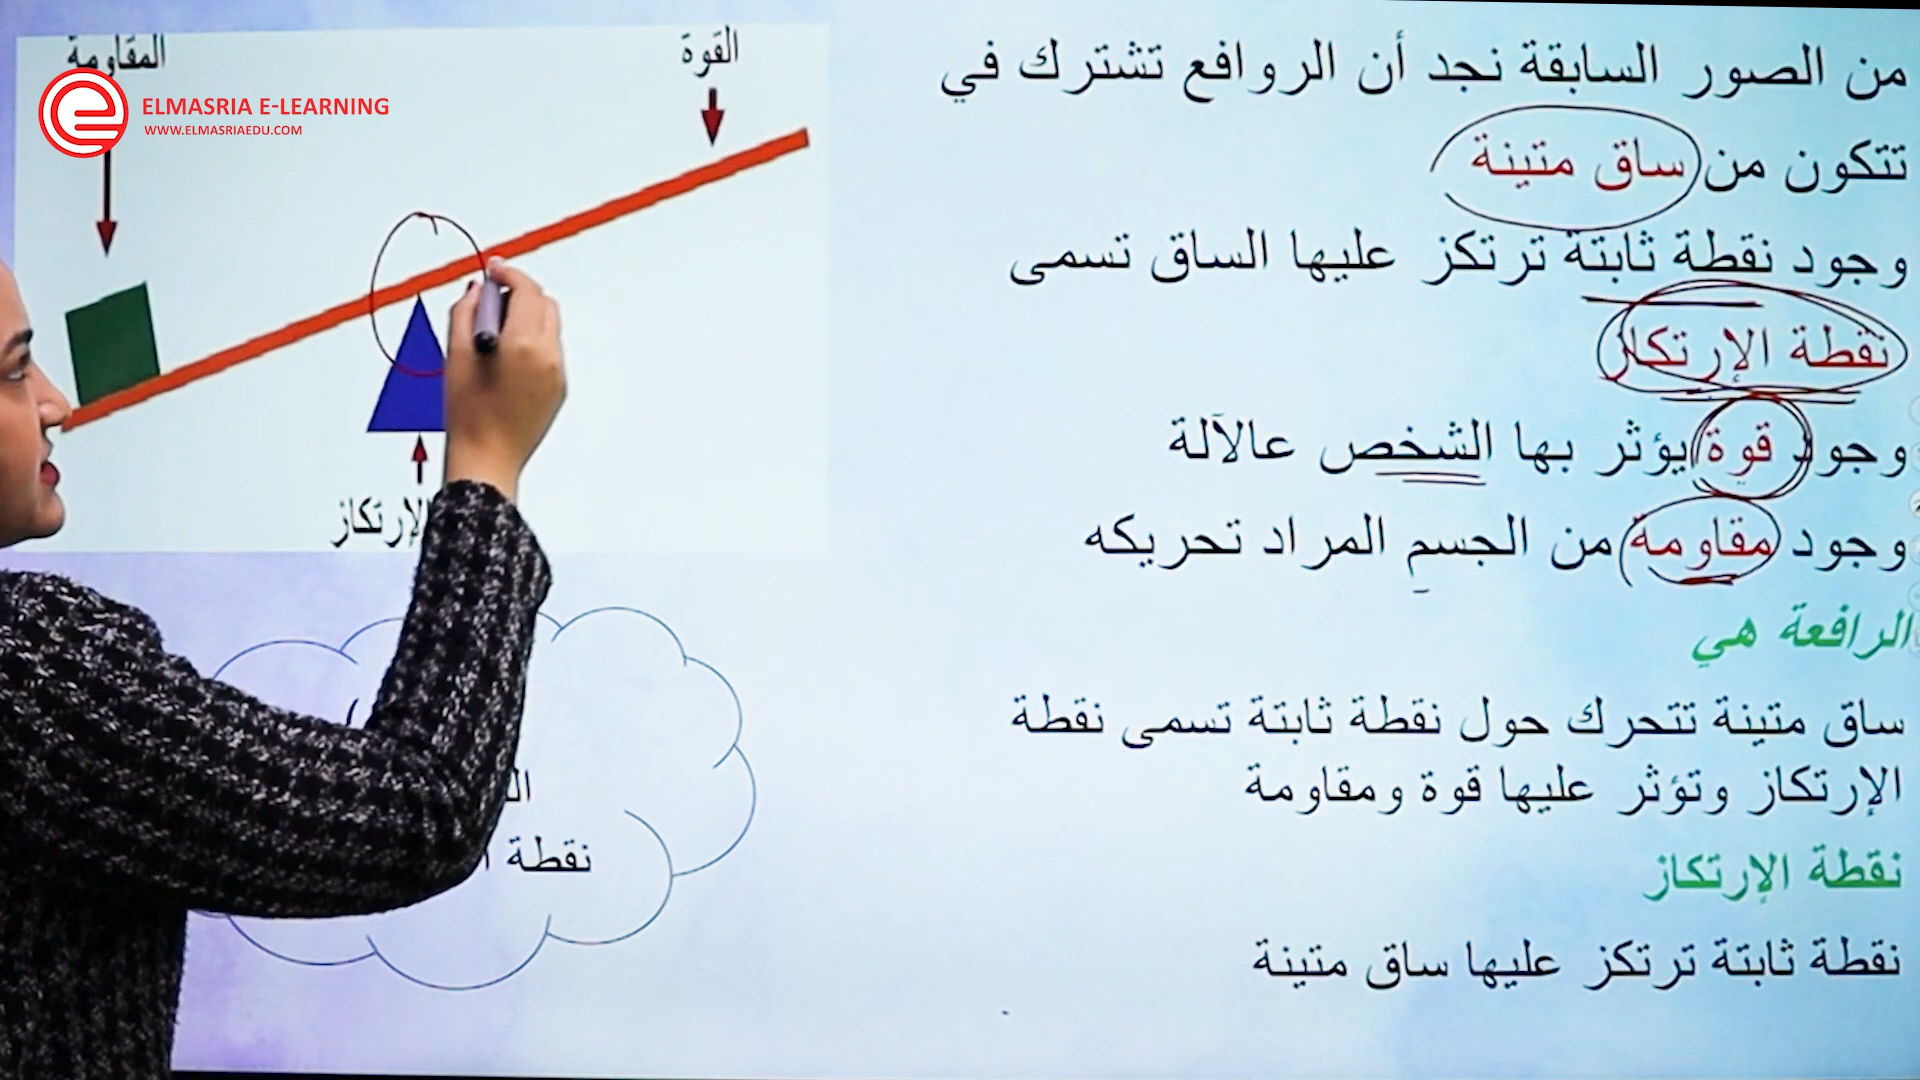 المقاومة
القوة
ELMASRIA E-LEARNING
WWW.ELMASRIAEDU.COM
الإرتكاز
من الصور السابقة نجد أن الروافع تشترك في
تتكون من ساق متينة
وجود نقطة ثابتة ترتكز عليها الساق تسمى
نقطة الإرتكاز
وجود قوة يؤثر بها الشخص عالآلة
وجود مقاومة من الجسم المراد تحريكه
الرافعة هي
ساق متينة تتحرك حول نقطة ثابتة تسمى نقطة
الإرتكاز وتؤثر عليها قوة ومقاومة
نقطة الإرتكاز
نقطة ثابتة ترتكز عليها ساق متينة
نقطة